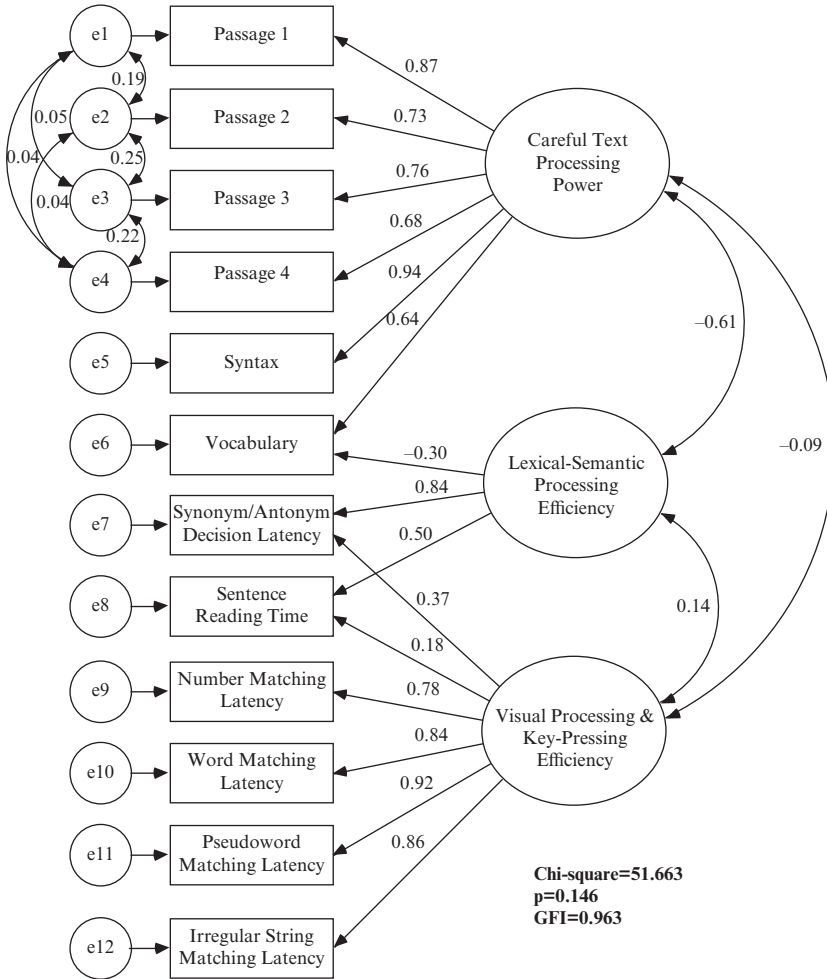 e1
Passage 1
0.87
0.19
0.05
e2
Passage 2
0.73
Careful Text
Processing
Power
0.04
0.25
0.04
e3
Passage 3
0.76
0.22
e4
Passage 4
0.68
0.94
0.64
e5
Syntax
–0.61
e6
Vocabulary
–0.30
–0.09
Lexical-Semantic
Processing
Efficiency
0.84
e7
Synonym/Antonym
Decision Latency
0.50
0.37
e8
Sentence
Reading Time
0.14
0.18
e9
Number Matching
Latency
0.78
Visual Processing &
Key-Pressing
Efficiency
0.84
e10
Word Matching
Latency
0.92
e11
Pseudoword
Matching Latency
0.86
Chi-square=51.663
p=0.146
GFI=0.963
e12
Irregular String
Matching Latency